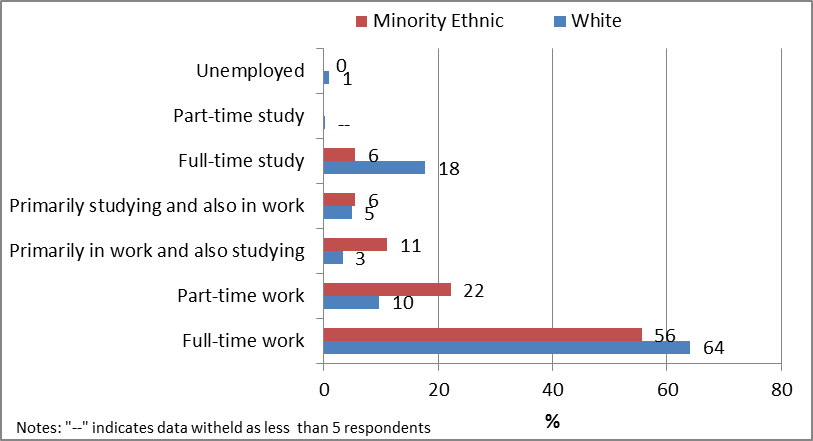 Minority Ethnic White
Unemployed 0
1
Part-time study --
Full-time study 6
18
Primarily studying and also in work 6
5
Primarily in work and also studying 11
3
Part-time work 22
10
Full-time work 56
64
0 20 40 60 80
%
Notes: "--" indicates data witheld as less than 5 respondents